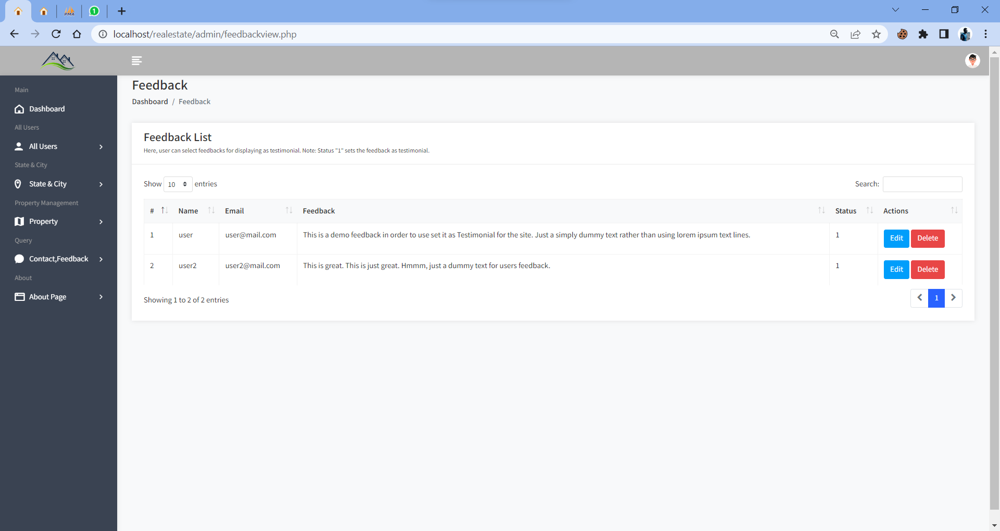 PMA
1
localhost/realestate/admin/feedbackview.php
Main
Dashboard
All Users
All Users
State & City
State & City
Property Management
Property
Query
Contact,Feedback
About
About Page
Feedback
Dashboard / Feedback
Feedback List
Here, user can select feedbacks for displaying as testimonial. Note: Status "1" sets the feedback as testimonial.
Show 10 entries Search:
# Name Email Feedback Status Actions
1 user user@mail.com This is a demo feedback in order to use set it as Testimonial for the site. Just a simply dummy text rather than using lorem ipsum text lines. 1 Edit Delete
2 user2 user2@mail.com This is great. This is just great. Hmmm, just a dummy text for users feedback. 1 Edit Delete
Showing 1 to 2 of 2 entries 1